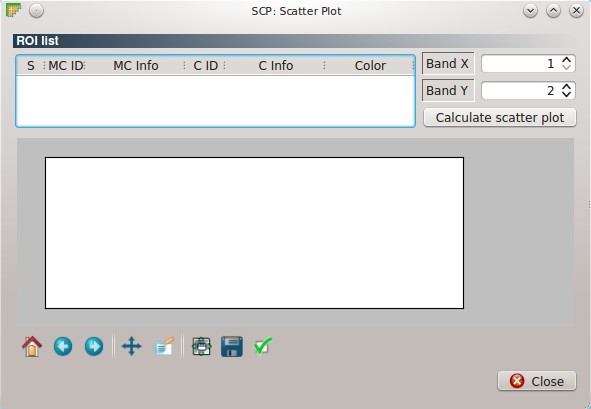 SCP: Scatter Plot
ROI list
S MC ID MC Info C ID C Info Color
Band X 1
Band Y 2
Calculate scatter plot
Close